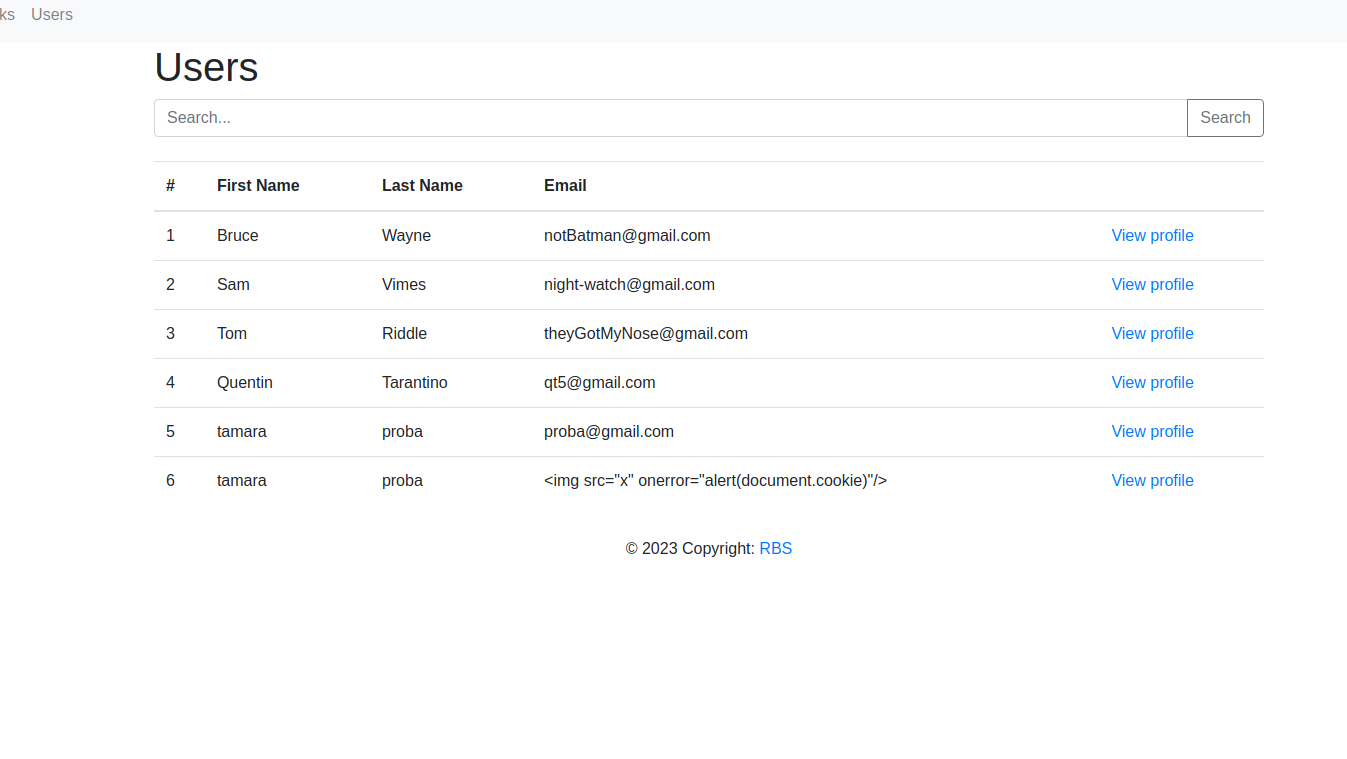 ks Users
Users
Search... Search
# First Name Last Name Email
1 Bruce Wayne notBatman@gmail.com View profile
2 Sam Vimes night-watch@gmail.com View profile
3 Tom Riddle theyGotMyNose@gmail.com View profile
4 Quentin Tarantino qt5@gmail.com View profile
5 tamara proba proba@gmail.com View profile
6 tamara proba <img src="x" onerror="alert(document.cookie)"/> View profile
© 2023 Copyright: RBS